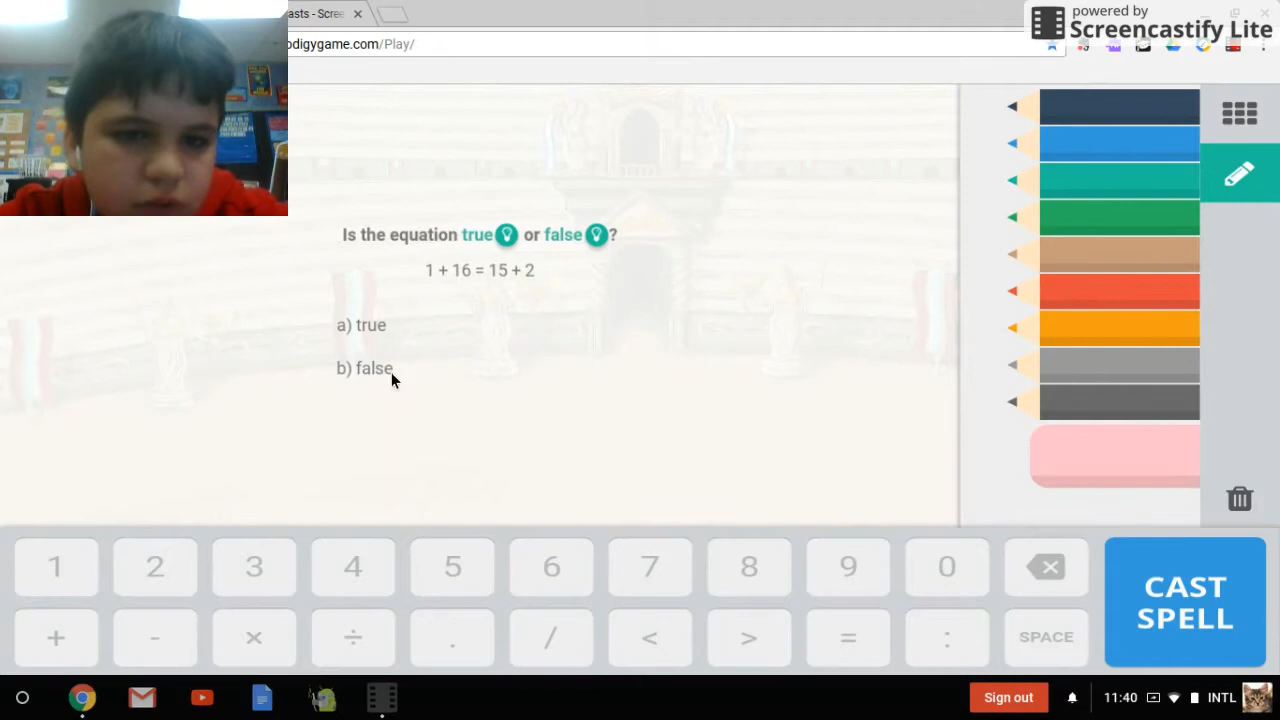 asts - Scree
powered by
Screencastify Lite
odigygame.com/Play/
Is the equation true or false ?
1 + 16 = 15 + 2
a) true
b) false
1 2 3 4 5 6 7 8 9 0
+ - × ÷ . / < > = : SPACE
CAST
SPELL
Sign out
11:40
INTL